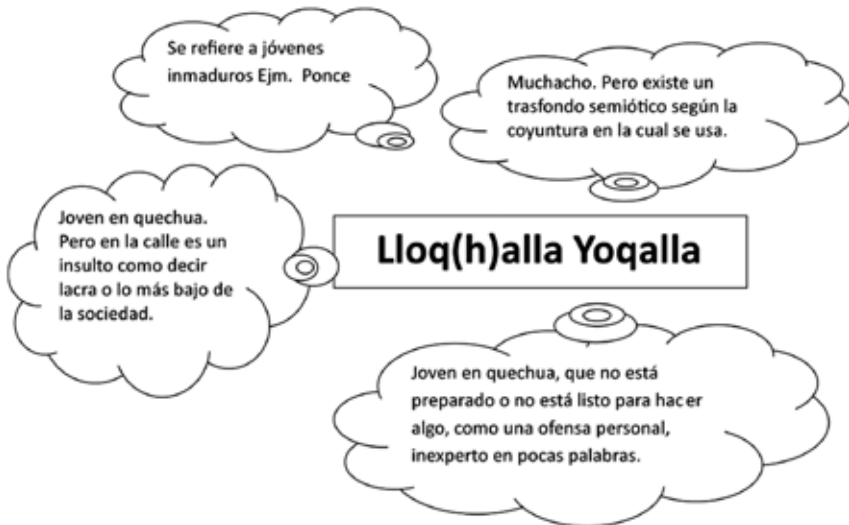 Se refiere a jóvenes
inmaduros Ejm. Ponce
Muchacho. Pero existe un
trasfondo semiótico según la
coyuntura en la cual se usa.
Joven en quechua.
Pero en la calle es un
insulto como decir
lacra o lo más bajo de
la sociedad.
Lloq(h)alla Yoqalla
Joven en quechua, que no está
preparado o no está listo para hacer
algo, como una ofensa personal,
inexperto en pocas palabras.